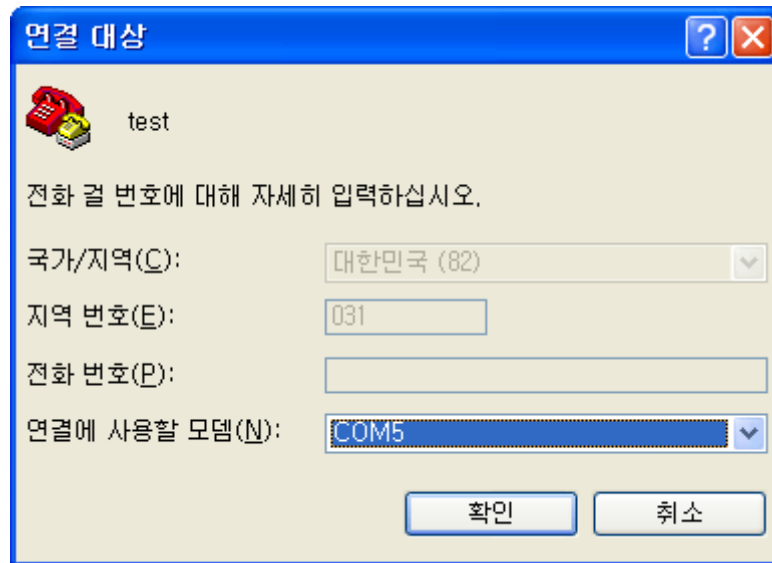 연결 대상
test
전화 걸 번호에 대해 자세히 입력하십시오.
국가/지역(C): 대한민국 (82)
지역 번호(E): 031
전화 번호(P):
연결에 사용할 모뎀(N): COM5
확인 취소